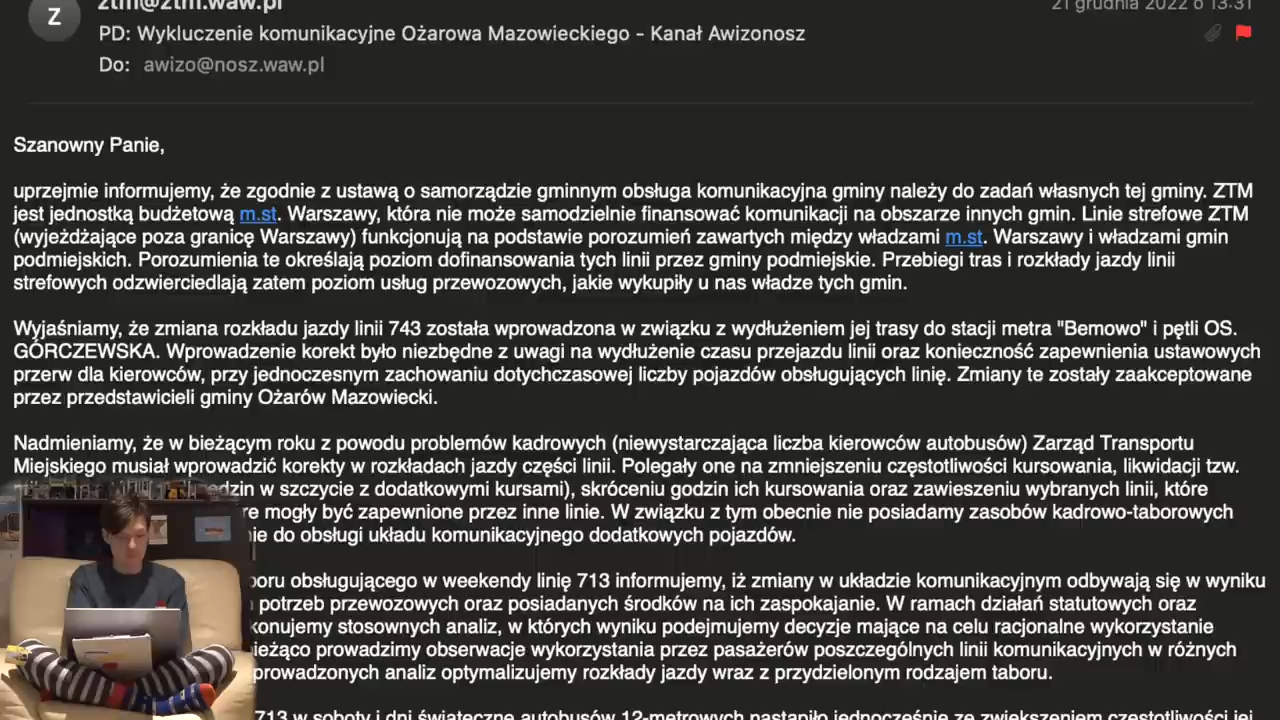 ztm@ztm.waw.pl
21 grudnia 2022 o 13:31
Z
PD: Wykluczenie komunikacyjne Ożarowa Mazowieckiego - Kanał Awizonosz
Do: awizo@nosz.waw.pl
Szanowny Panie,
uprzejmie informujemy, że zgodnie z ustawą o samorządzie gminnym obsługa komunikacyjna gminy należy do zadań własnych tej gminy. ZTM
jest jednostką budżetową m.st. Warszawy, która nie może samodzielnie finansować komunikacji na obszarze innych gmin. Linie strefowe ZTM
(wyjeżdżające poza granicę Warszawy) funkcjonują na podstawie porozumień zawartych między władzami m.st. Warszawy i władzami gmin
podmiejskich. Porozumienia te określają poziom dofinansowania tych linii przez gminy podmiejskie. Przebiegi tras i rozkłady jazdy linii
strefowych odzwierciedlają zatem poziom usług przewozowych, jakie wykupiły u nas władze tych gmin.
Wyjaśniamy, że zmiana rozkładu jazdy linii 743 została wprowadzona w związku z wydłużeniem jej trasy do stacji metra "Bemowo" i pętli OS.
GÓRCZEWSKA. Wprowadzenie korekt było niezbędne z uwagi na wydłużenie czasu przejazdu linii oraz konieczność zapewnienia ustawowych
przerw dla kierowców, przy jednoczesnym zachowaniu dotychczasowej liczby pojazdów obsługujących linię. Zmiany te zostały zaakceptowane
przez przedstawicieli gminy Ożarów Mazowiecki.
Nadmieniamy, że w bieżącym roku z powodu problemów kadrowych (niewystarczająca liczba kierowców autobusów) Zarząd Transportu
Miejskiego musiał wprowadzić korekty w rozkładach jazdy części linii. Polegały one na zmniejszeniu częstotliwości kursowania, likwidacji tzw.
w szczycie z dodatkowymi kursami), skróceniu godzin ich kursowania oraz zawieszeniu wybranych linii, które
mogły być zapewnione przez inne linie. W związku z tym obecnie nie posiadamy zasobów kadrowo-taborowych
do obsługi układu komunikacyjnego dodatkowych pojazdów.
obsługującego w weekendy linię 713 informujemy, iż zmiany w układzie komunikacyjnym odbywają się w wyniku
potrzeb przewozowych oraz posiadanych środków na ich zaspokajanie. W ramach działań statutowych oraz
stosownych analiz, w których wyniku podejmujemy decyzje mające na celu racjonalne wykorzystanie
prowadzimy obserwacje wykorzystania przez pasażerów poszczególnych linii komunikacyjnych w różnych
analiz optymalizujemy rozkłady jazdy wraz z przydzielonym rodzajem taboru.
713 w soboty i dni świąteczne autobusów 12-metrowych nastąpiło jednocześnie ze zwiększeniem częstotliwości jej